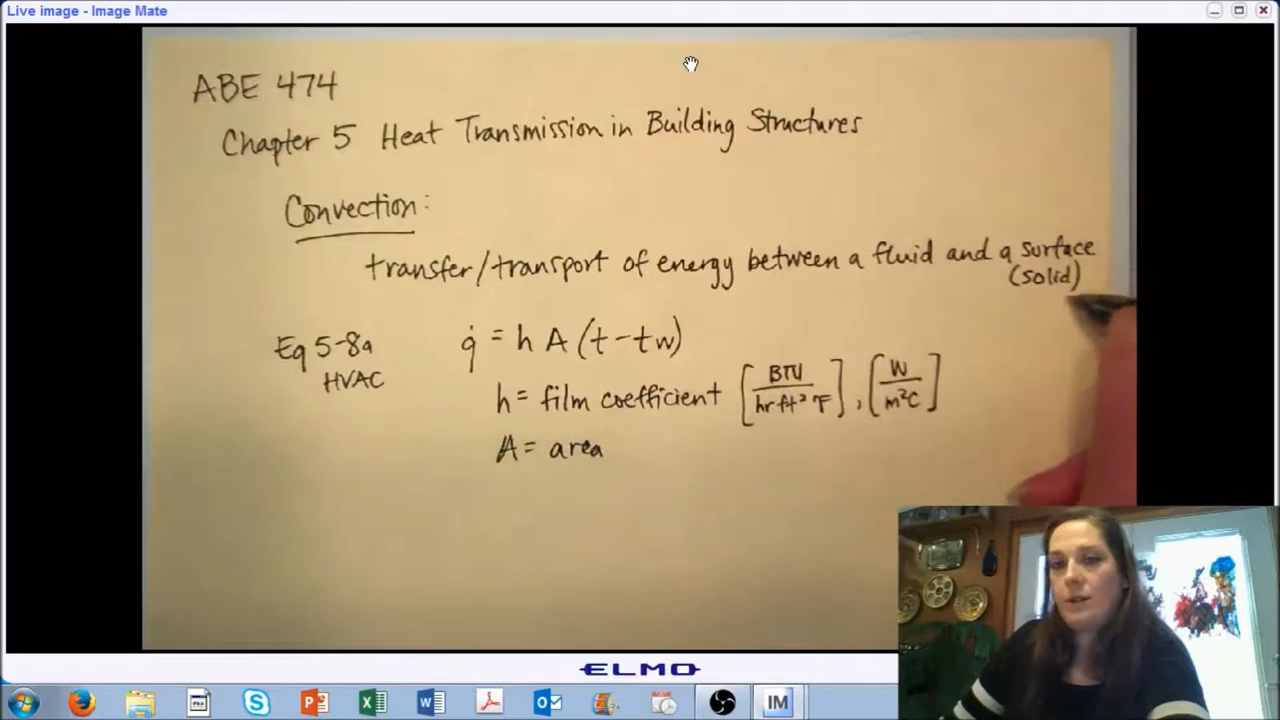 Live image - Image Mate
ABE 474
Chapter 5 Heat Transmission in Building Structures
Convection:
transfer/transport of energy between a fluid and a surface
(solid)
Eq 5-8a
HVAC
q̇ = h A (t - tw)
h = film coefficient [BTU / hr ft² °F], [W / m²C]
A = area
ELMO
IM